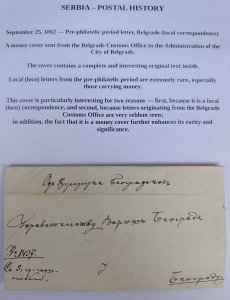 SERBIA – POSTAL HISTORY
September 25, 1862 — Pre-philatelic period letter, Belgrade (local correspondence)
A money cover sent from the Belgrade Customs Office to the Administration of the
City of Belgrade.
The cover contains a complete and interesting original text inside.
Local (loco) letters from the pre-philatelic period are extremely rare, especially
those carrying money.
This cover is particularly interesting for two reasons — first, because it is a local
(loco) correspondence, and second, because letters originating from the Belgrade
Customs Office are very seldom seen;
in addition, the fact that it is a money cover further enhances its rarity and
significance.
Београда